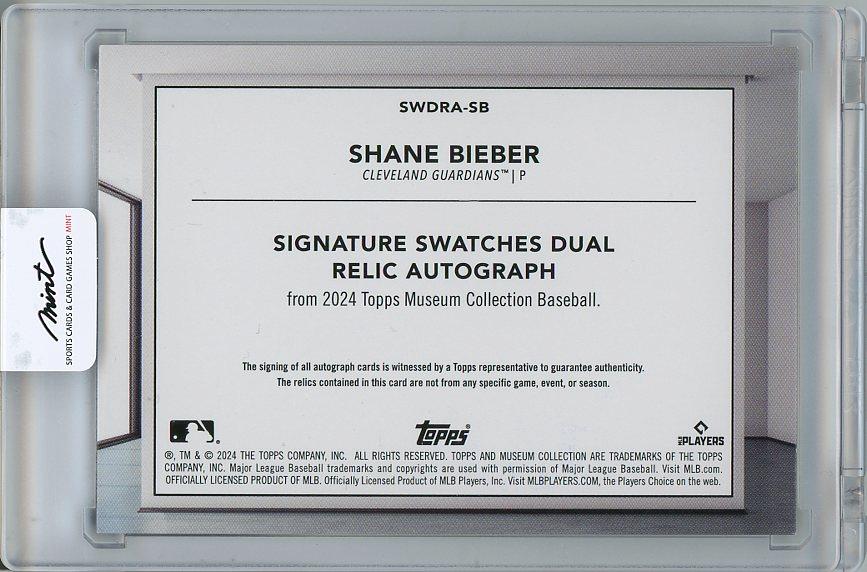 SWDRA-SB
SHANE BIEBER
CLEVELAND GUARDIANS™ | P
SIGNATURE SWATCHES DUAL
RELIC AUTOGRAPH
from 2024 Topps Museum Collection Baseball.
The signing of all autograph cards is witnessed by a Topps representative to guarantee authenticity.
The relics contained in this card are not from any specific game, event, or season.
topps®
MLB PLAYERS
®, TM & © 2024 THE TOPPS COMPANY, INC. ALL RIGHTS RESERVED. TOPPS AND MUSEUM COLLECTION ARE TRADEMARKS OF THE TOPPS
COMPANY, INC. Major League Baseball trademarks and copyrights are used with permission of Major League Baseball. Visit MLB.com.
OFFICIALLY LICENSED PRODUCT OF MLB. Officially Licensed Product of MLB Players, Inc. Visit MLBPLAYERS.COM, the Players Choice on the web.
mint
SPORTS CARDS & CARD GAMES SHOP MINT